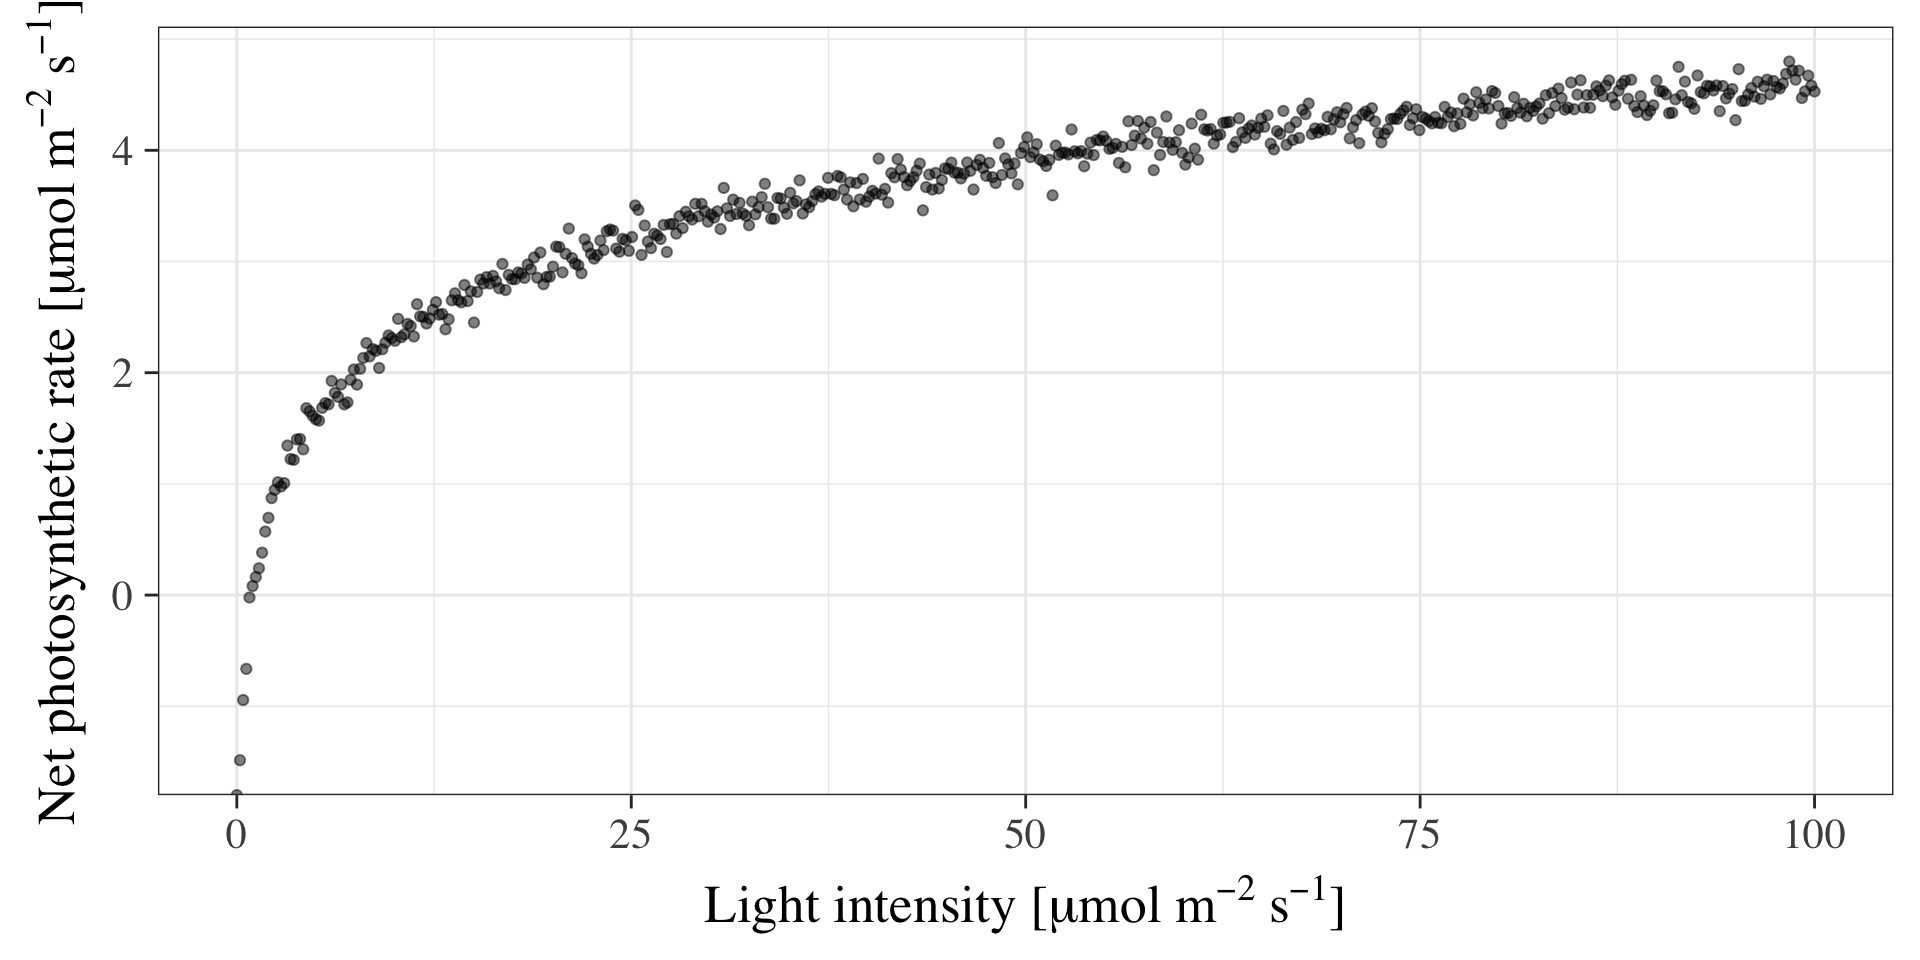 Net photosynthetic rate [μmol m⁻² s⁻¹]
4
2
0
0 25 50 75 100
Light intensity [μmol m⁻² s⁻¹]